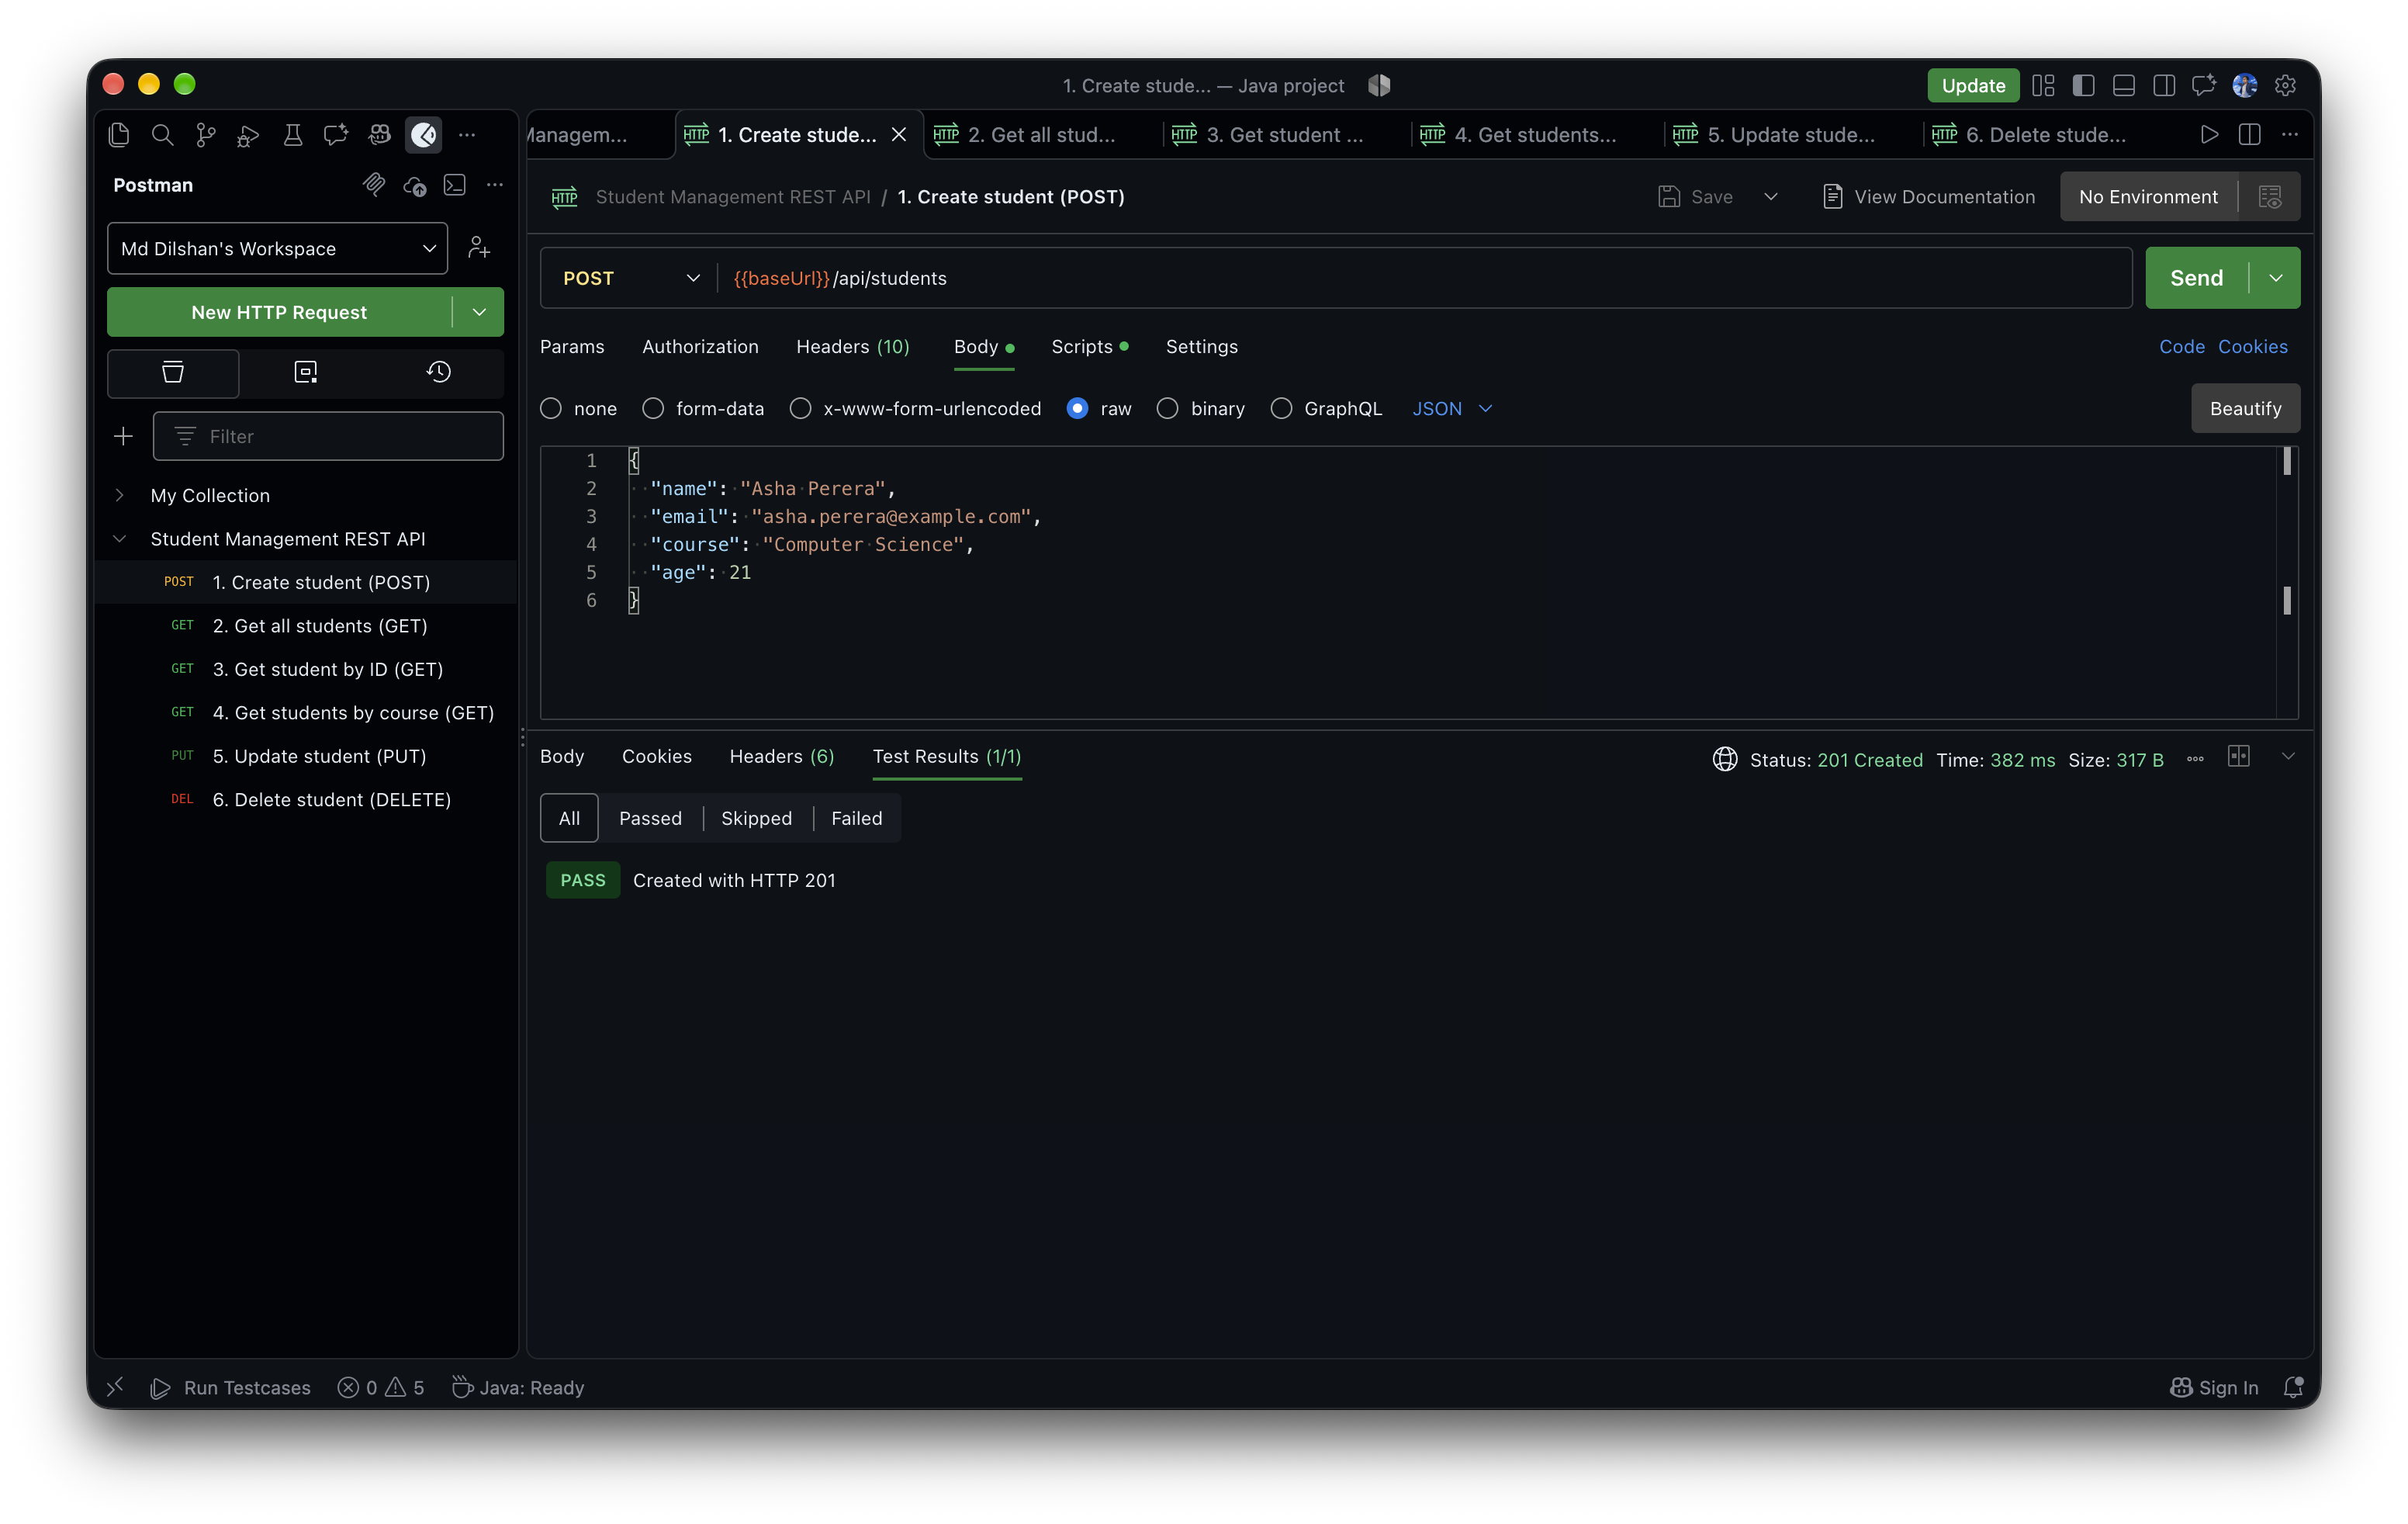 1. Create stude... — Java project
Update
Managem...
HTTP 1. Create stude...
HTTP 2. Get all stud...
HTTP 3. Get student ...
HTTP 4. Get students...
HTTP 5. Update stude...
HTTP 6. Delete stude...
Postman
Md Dilshan's Workspace
New HTTP Request
Filter
My Collection
Student Management REST API
POST 1. Create student (POST)
GET 2. Get all students (GET)
GET 3. Get student by ID (GET)
GET 4. Get students by course (GET)
PUT 5. Update student (PUT)
DEL 6. Delete student (DELETE)
HTTP Student Management REST API / 1. Create student (POST)
Save
View Documentation
No Environment
POST {{baseUrl}}/api/students
Send
Params Authorization Headers (10) Body Scripts Settings
Code Cookies
none form-data x-www-form-urlencoded raw binary GraphQL JSON
Beautify
1 {
2 "name": "Asha Perera",
3 "email": "asha.perera@example.com",
4 "course": "Computer Science",
5 "age": 21
6 }
Body Cookies Headers (6) Test Results (1/1)
Status: 201 Created Time: 382 ms Size: 317 B
All Passed Skipped Failed
PASS Created with HTTP 201
Run Testcases 0 5 Java: Ready
Sign In